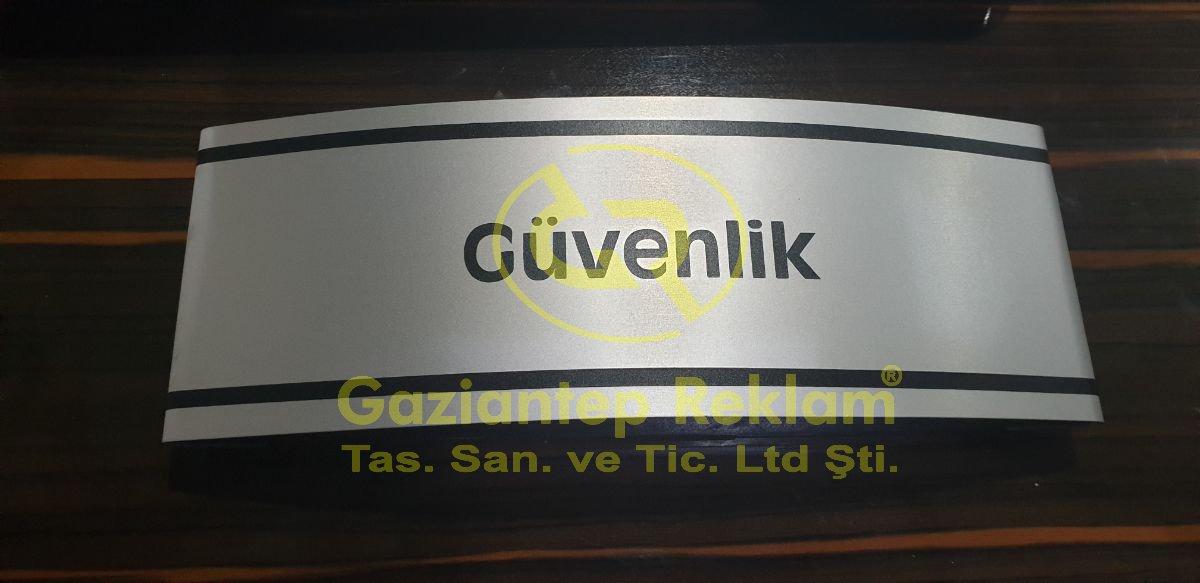 Güvenlik
Gaziantep Reklam®
Tas. San. ve Tic. Ltd Şti.